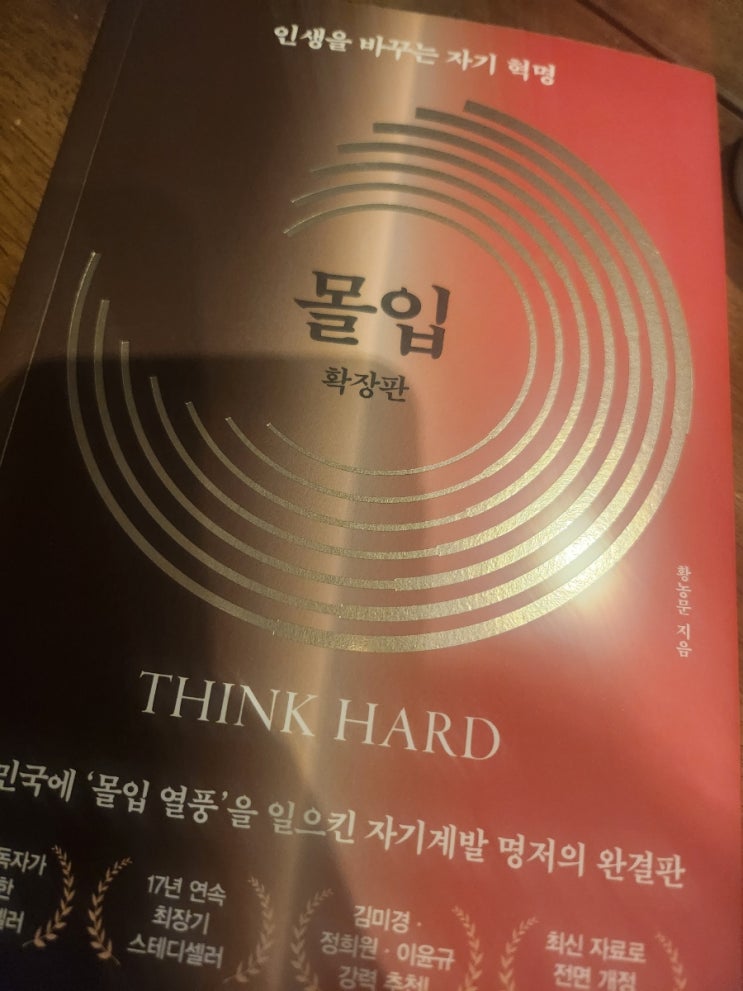 인생을 바꾸는 자기 혁명
몰입
확장판
황농문 지음
THINK HARD
민국에 '몰입 열풍'을 일으킨 자기계발 명저의 완결판
독자가
한
셀러
17년 연속
최장기
스테디셀러
김미경·
정희원·이윤규
강력 추천!
최신 자료로
전면 개정